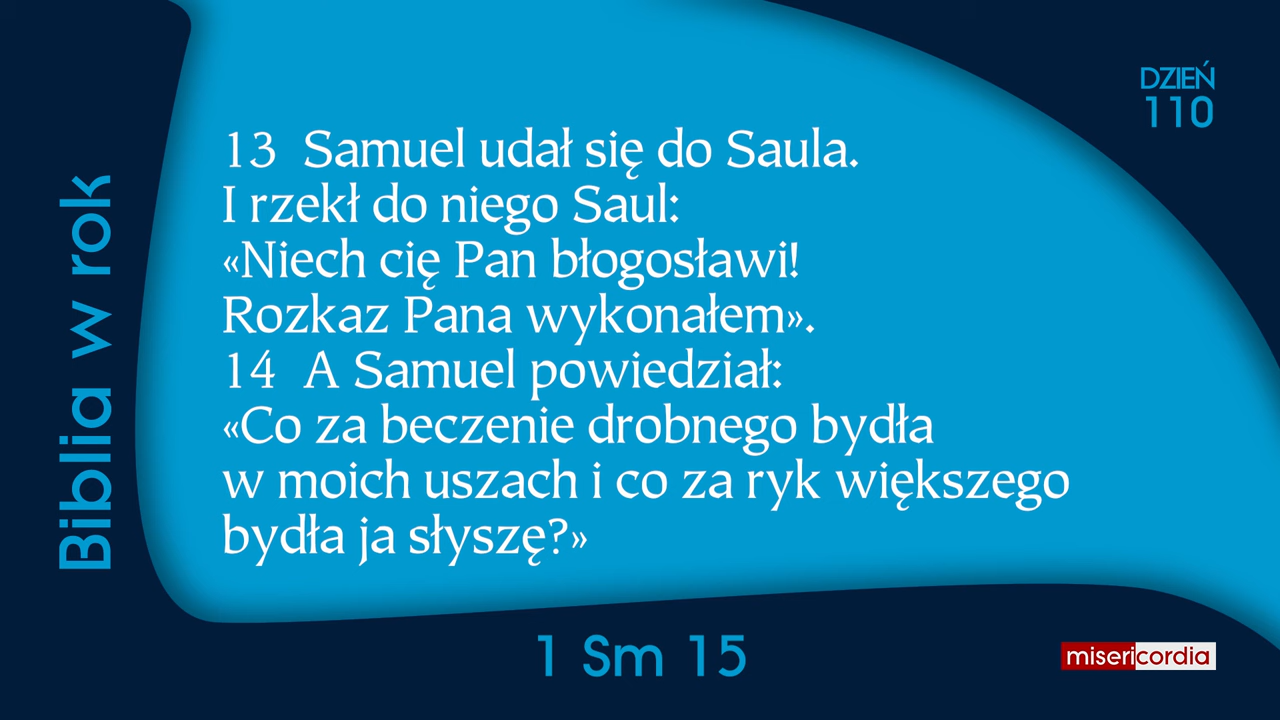 DZIEŃ
110
Biblia w rok
13 Samuel udał się do Saula.
I rzekł do niego Saul:
«Niech cię Pan błogosławi!
Rozkaz Pana wykonałem».
14 A Samuel powiedział:
«Co za beczenie drobnego bydła
w moich uszach i co za ryk większego
bydła ja słyszę?»
1 Sm 15
misericordia